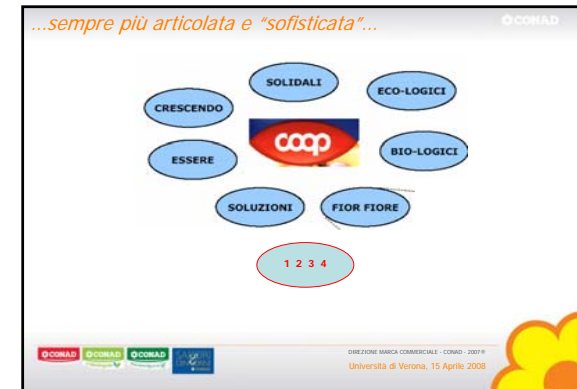 ...sempre più articolata e "sofisticata"...
CONAD
SOLIDALI
ECO-LOGICI
CRESCENDO
coop
BIO-LOGICI
ESSERE
SOLUZIONI
FIOR FIORE
1 2 3 4
CONAD
CONAD
CONAD
DIREZIONE MARCA COMMERCIALE - CONAD - 2007®
Università di Verona, 15 Aprile 2008